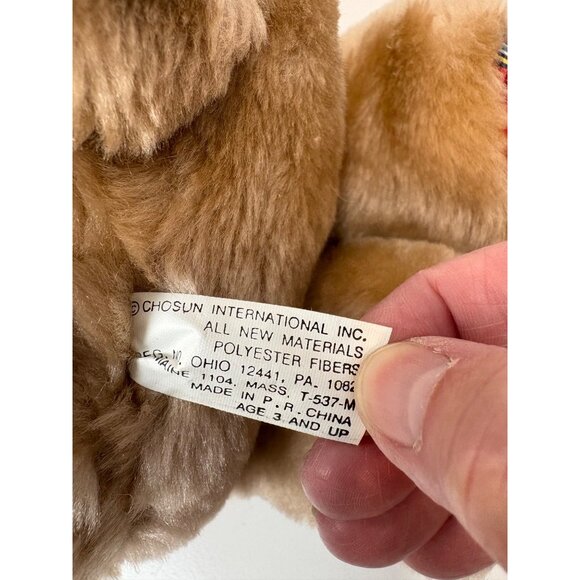 © CHOSUN INTERNATIONAL INC.
ALL NEW MATERIALS
POLYESTER FIBERS
OHIO 12441, PA. 1082
1104, MASS. T-537-M
MADE IN P.R. CHINA
AGE 3 AND UP